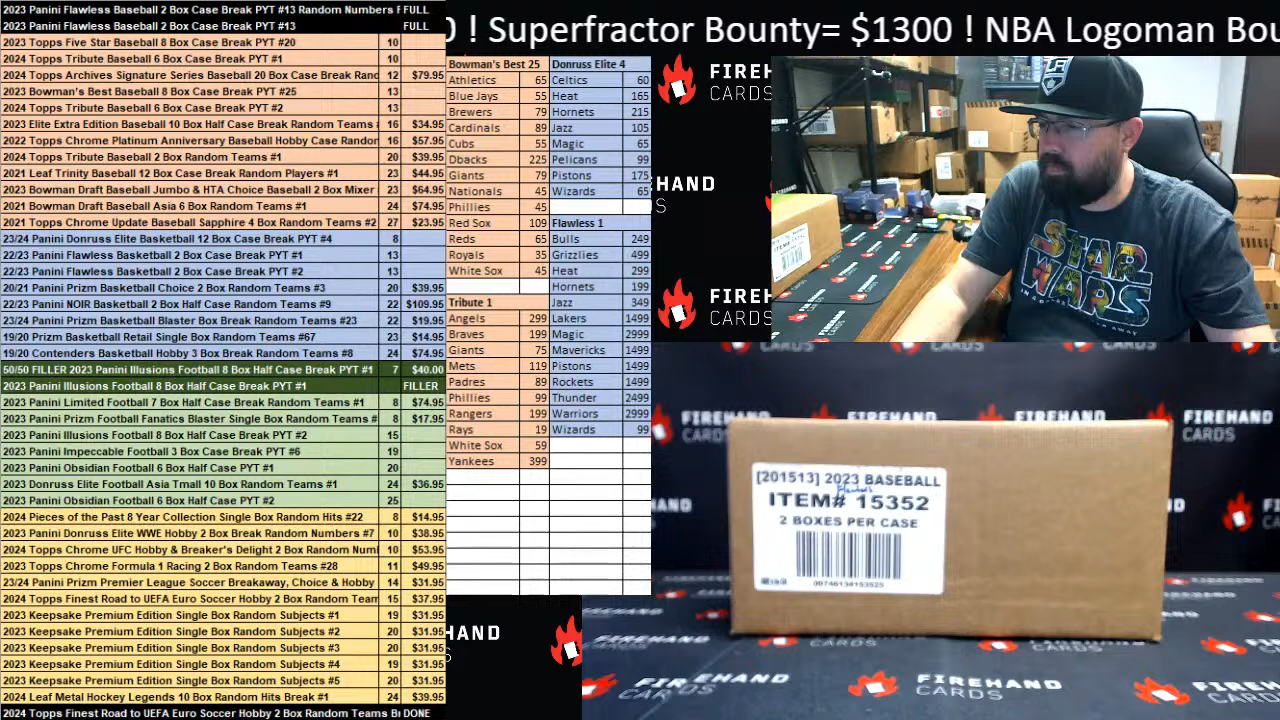 2023 Panini Flawless Baseball 2 Box Case Break PYT #13 Random Numbers F FULL
2023 Panini Flawless Baseball 2 Box Case Break PYT #13 FULL
2023 Topps Five Star Baseball 8 Box Case Break PYT #20 10
2024 Topps Tribute Baseball 6 Box Case Break PYT #1 10
2024 Topps Archives Signature Series Baseball 20 Box Case Break Rand 12 $79.95
2023 Bowman's Best Baseball 8 Box Case Break PYT #25 13
2024 Topps Tribute Baseball 6 Box Case Break PYT #2 13
2023 Elite Extra Edition Baseball 10 Box Half Case Break Random Teams 16 $34.95
2022 Topps Chrome Platinum Anniversary Baseball Hobby Case Random 16 $57.95
2024 Topps Tribute Baseball 2 Box Random Teams #1 20 $39.95
2021 Leaf Trinity Baseball 12 Box Case Break Random Players #1 23 $44.95
2023 Bowman Draft Baseball Jumbo & HTA Choice Baseball 2 Box Mixer 23 $64.95
2021 Bowman Draft Baseball Asia 6 Box Random Teams #1 24 $74.95
2021 Topps Chrome Update Baseball Sapphire 4 Box Random Teams #2 27 $23.95
23/24 Panini Donruss Elite Basketball 12 Box Case Break PYT #4 8
22/23 Panini Flawless Basketball 2 Box Case Break PYT #1 13
22/23 Panini Flawless Basketball 2 Box Case Break PYT #2 13
20/21 Panini Prizm Basketball Choice 2 Box Random Teams #3 20 $39.95
22/23 Panini NOIR Basketball 2 Box Half Case Random Teams #9 22 $109.95
23/24 Panini Prizm Basketball Blaster Box Break Random Teams #23 22 $19.95
19/20 Prizm Basketball Retail Single Box Random Teams #67 23 $14.95
19/20 Contenders Basketball Hobby 3 Box Break Random Teams #8 24 $74.95
50/50 FILLER 2023 Panini Illusions Football 8 Box Half Case Break PYT #1 7 $40.00
2023 Panini Illusions Football 8 Box Half Case Break PYT #1 FILLER
2023 Panini Limited Football 7 Box Half Case Break Random Teams #1 8 $74.95
2023 Panini Prizm Football Fanatics Blaster Single Box Random Teams # 8 $17.95
2023 Panini Illusions Football 8 Box Half Case Break PYT #2 15
2023 Panini Impeccable Football 3 Box Case Break PYT #6 19
2023 Panini Obsidian Football 6 Box Half Case PYT #1 20
2023 Donruss Elite Football Asia Tmall 10 Box Random Teams #1 24 $36.95
2023 Panini Obsidian Football 6 Box Half Case PYT #2 25
2024 Pieces of the Past 8 Year Collection Single Box Random Hits #22 8 $14.95
2023 Panini Donruss Elite WWE Hobby 2 Box Random Numbers #7 10 $38.95
2024 Topps Chrome UFC Hobby & Breaker's Delight 2 Box Random Numl 10 $53.95
2023 Topps Chrome Formula 1 Racing 2 Box Random Teams #28 11 $49.95
23/24 Panini Prizm Premier League Soccer Breakaway, Choice & Hobby 14 $31.95
2024 Topps Finest Road to UEFA Euro Soccer Hobby 2 Box Random Team 15 $37.95
2023 Keepsake Premium Edition Single Box Random Subjects #1 19 $31.95
2023 Keepsake Premium Edition Single Box Random Subjects #2 20 $31.95
2023 Keepsake Premium Edition Single Box Random Subjects #3 20 $31.95
2023 Keepsake Premium Edition Single Box Random Subjects #4 19 $31.95
2023 Keepsake Premium Edition Single Box Random Subjects #5 20 $31.95
2024 Leaf Metal Hockey Legends 10 Box Random Hits Break #1 24 $39.95
2024 Topps Finest Road to UEFA Euro Soccer Hobby 2 Box Random Teams B DONE
0 ! Superfractor Bounty= $1300 ! NBA Logoman Bou
Bowman's Best 25
Athletics 65
Blue Jays 55
Brewers 79
Cardinals 89
Cubs 55
Dbacks 225
Giants 79
Nationals 45
Phillies 45
Red Sox 109
Reds 65
Royals 35
White Sox 45
Tribute 1
Angels 299
Braves 199
Giants 75
Mets 119
Padres 89
Phillies 99
Rangers 199
Rays 19
White Sox 59
Yankees 399
Donruss Elite 4
Celtics 60
Heat 165
Hornets 215
Jazz 105
Magic 65
Pelicans 99
Pistons 175
Wizards 65
Flawless 1
Bulls 249
Grizzlies 499
Heat 299
Hornets 199
Jazz 349
Lakers 1499
Magic 2999
Mavericks 1499
Pistons 1499
Rockets 1499
Thunder 2499
Warriors 2999
Wizards 99
FIREH
CARDS
HAND
S
FIREH
CARDS
STAR
WARS
FIREHAND
CARDS
FIREHAND
CARDS
[201513] 2023 BASEBALL
ITEM# 15352
2 BOXES PER CASE
00746134153525
HAND
S
FIREHAND
CARDS
FIREHAND
CARDS